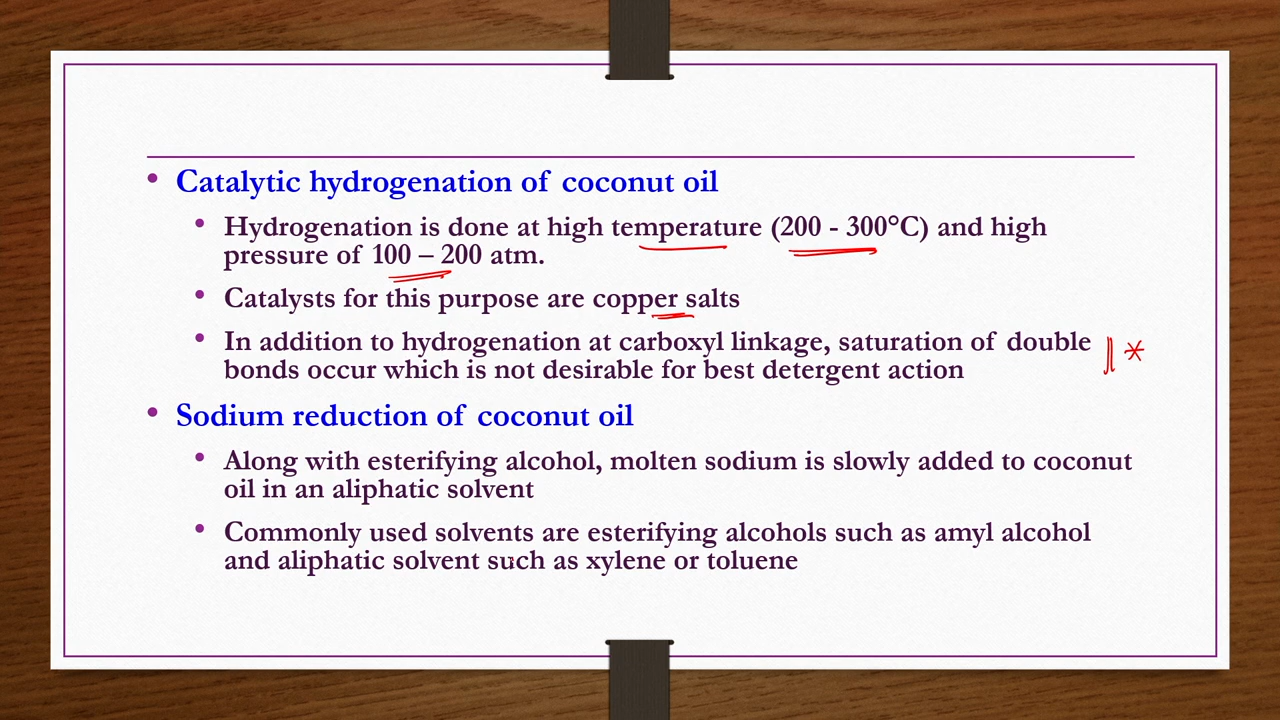 • Catalytic hydrogenation of coconut oil
• Hydrogenation is done at high temperature (200 - 300°C) and high
pressure of 100 – 200 atm.
• Catalysts for this purpose are copper salts
• In addition to hydrogenation at carboxyl linkage, saturation of double
bonds occur which is not desirable for best detergent action
• Sodium reduction of coconut oil
• Along with esterifying alcohol, molten sodium is slowly added to coconut
oil in an aliphatic solvent
• Commonly used solvents are esterifying alcohols such as amyl alcohol
and aliphatic solvent such as xylene or toluene